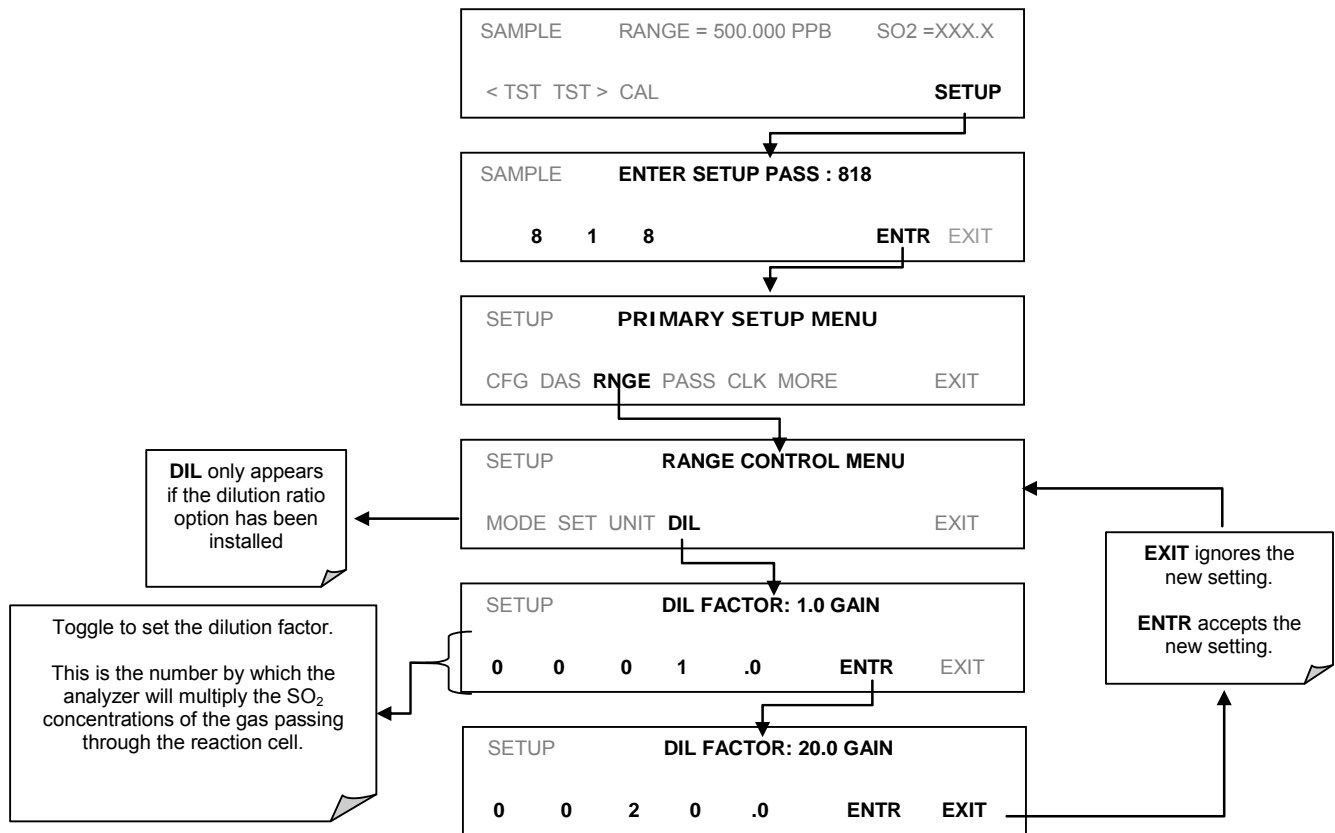 SAMPLE RANGE = 500.000 PPB SO2 =XXX.X
< TST TST > CAL SETUP
SAMPLE ENTER SETUP PASS : 818
8 1 8 ENTR EXIT
SETUP PRIMARY SETUP MENU
CFG DAS RNGE PASS CLK MORE EXIT
SETUP RANGE CONTROL MENU
MODE SET UNIT DIL EXIT
DIL only appears
if the dilution ratio
option has been
installed
SETUP DIL FACTOR: 1.0 GAIN
0 0 0 1 .0 ENTR EXIT
Toggle to set the dilution factor.
This is the number by which the
analyzer will multiply the SO₂
concentrations of the gas passing
through the reaction cell.
SETUP DIL FACTOR: 20.0 GAIN
0 0 2 0 .0 ENTR EXIT
EXIT ignores the
new setting.
ENTR accepts the
new setting.